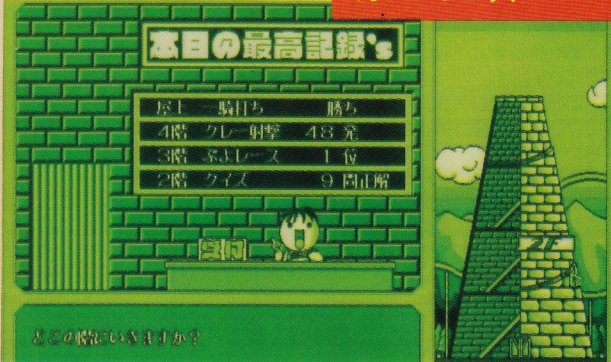 本日の最高記録's
屋上 一騎打ち 勝ち
4階 クレー射撃 48発
3階 ぷよレース 1位
2階 クイズ 9問正解
受付
2F
どこの階にいきますか?